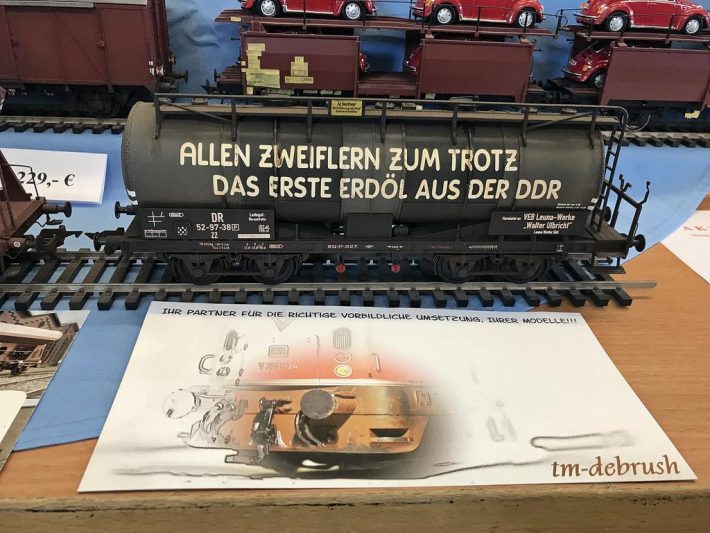 229,- €
ALLEN ZWEIFLERN ZUM TROTZ
DAS ERSTE ERDÖL AUS DER DDR
DR
52-97-38 P
ZZ
VEB Leuna-Werke
„Walter Ulbricht"
IHR PARTNER FÜR DIE RICHTIGE VORBILDLICHE UMSETZUNG, IHRER MODELLE!!!
tm-debrush